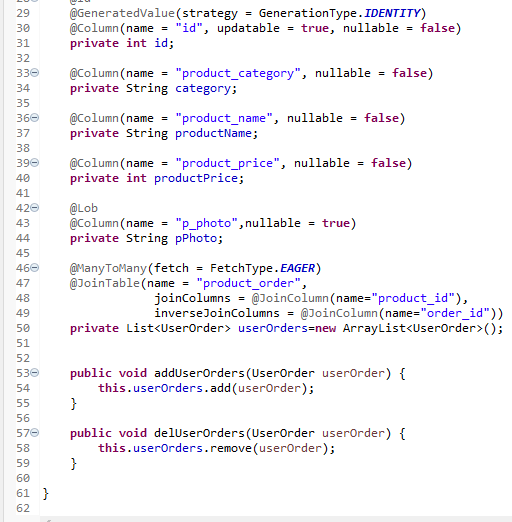 29 @GeneratedValue(strategy = GenerationType.IDENTITY)
30 @Column(name = "id", updatable = true, nullable = false)
31 private int id;
32
33 @Column(name = "product_category", nullable = false)
34 private String category;
35
36 @Column(name = "product_name", nullable = false)
37 private String productName;
38
39 @Column(name = "product_price", nullable = false)
40 private int productPrice;
41
42 @Lob
43 @Column(name = "p_photo",nullable = true)
44 private String pPhoto;
45
46 @ManyToMany(fetch = FetchType.EAGER)
47 @JoinTable(name = "product_order",
48 joinColumns = @JoinColumn(name="product_id"),
49 inverseJoinColumns = @JoinColumn(name="order_id"))
50 private List<UserOrder> userOrders=new ArrayList<UserOrder>();
51
52
53 public void addUserOrders(UserOrder userOrder) {
54 this.userOrders.add(userOrder);
55 }
56
57 public void delUserOrders(UserOrder userOrder) {
58 this.userOrders.remove(userOrder);
59 }
60
61 }
62